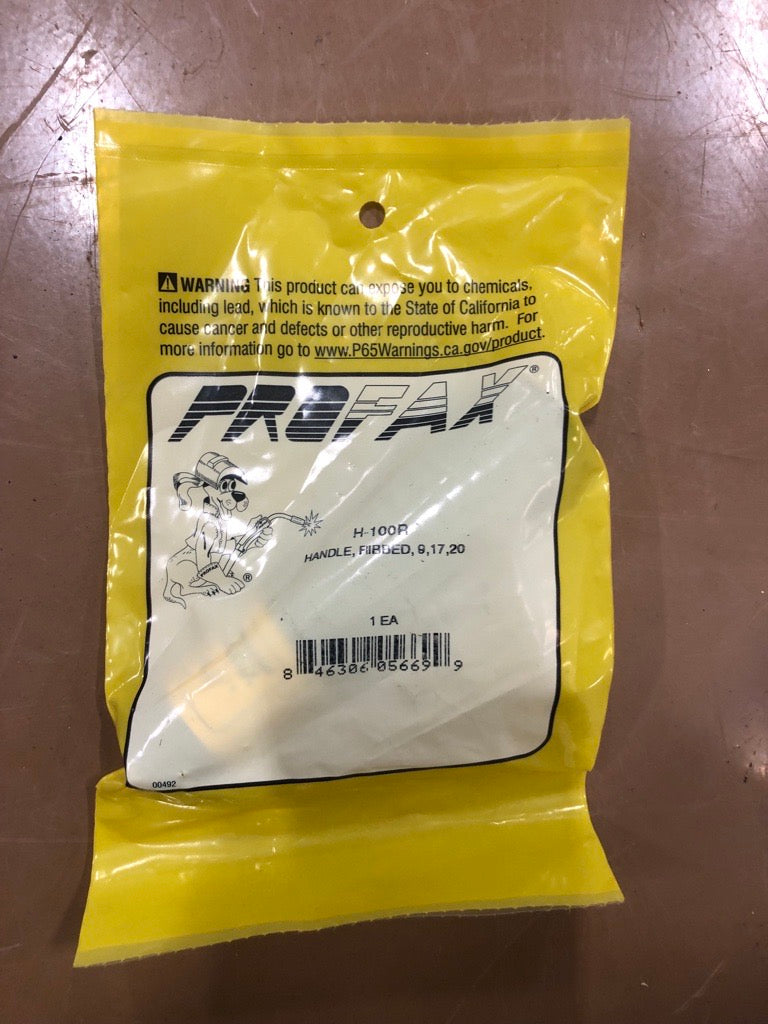 WARNING This product can expose you to chemicals,
including lead, which is known to the State of California to
cause cancer and defects or other reproductive harm. For
more information go to www.P65Warnings.ca.gov/product.
PROFAX®
PROFAX
®
H-100R
HANDLE, RIBBED, 9,17,20
1 EA
8 46306 05669 9
00492